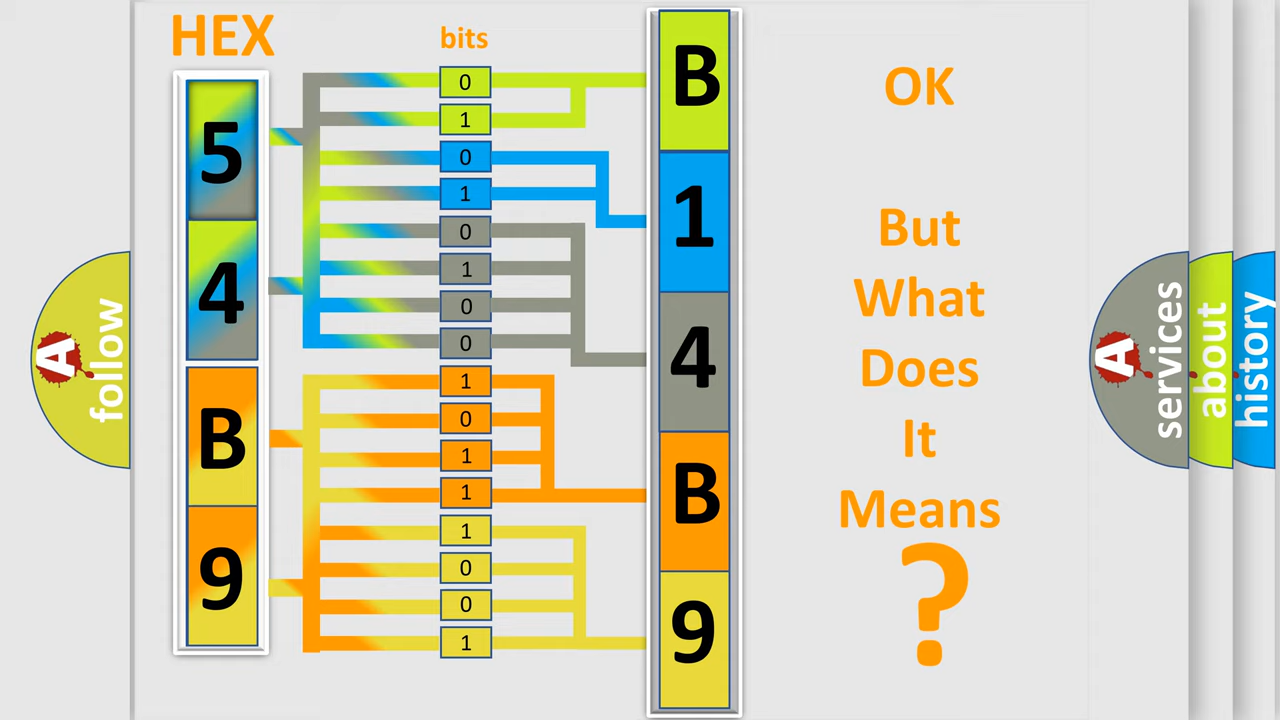 HEX
bits
5
4
B
9
0
1
0
1
0
1
0
0
1
0
1
1
1
0
0
1
B
1
4
B
9
OK
But
What
Does
It
Means
?
A
follow
A
services
about
history